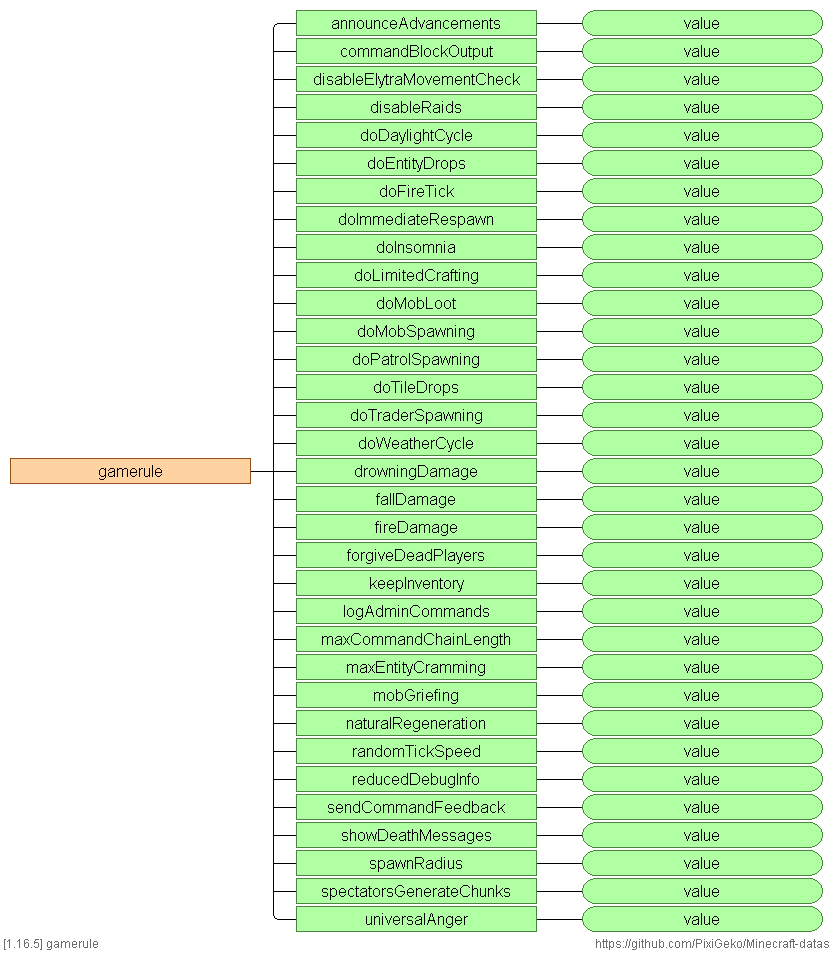 announceAdvancements value
commandBlockOutput value
disableElytraMovementCheck value
disableRaids value
doDaylightCycle value
doEntityDrops value
doFireTick value
doImmediateRespawn value
doInsomnia value
doLimitedCrafting value
doMobLoot value
doMobSpawning value
doPatrolSpawning value
doTileDrops value
doTraderSpawning value
doWeatherCycle value
gamerule drowningDamage value
fallDamage value
fireDamage value
forgiveDeadPlayers value
keepInventory value
logAdminCommands value
maxCommandChainLength value
maxEntityCramming value
mobGriefing value
naturalRegeneration value
randomTickSpeed value
reducedDebugInfo value
sendCommandFeedback value
showDeathMessages value
spawnRadius value
spectatorsGenerateChunks value
universalAnger value
[1.16.5] gamerule https://github.com/PixiGeko/Minecraft-datas